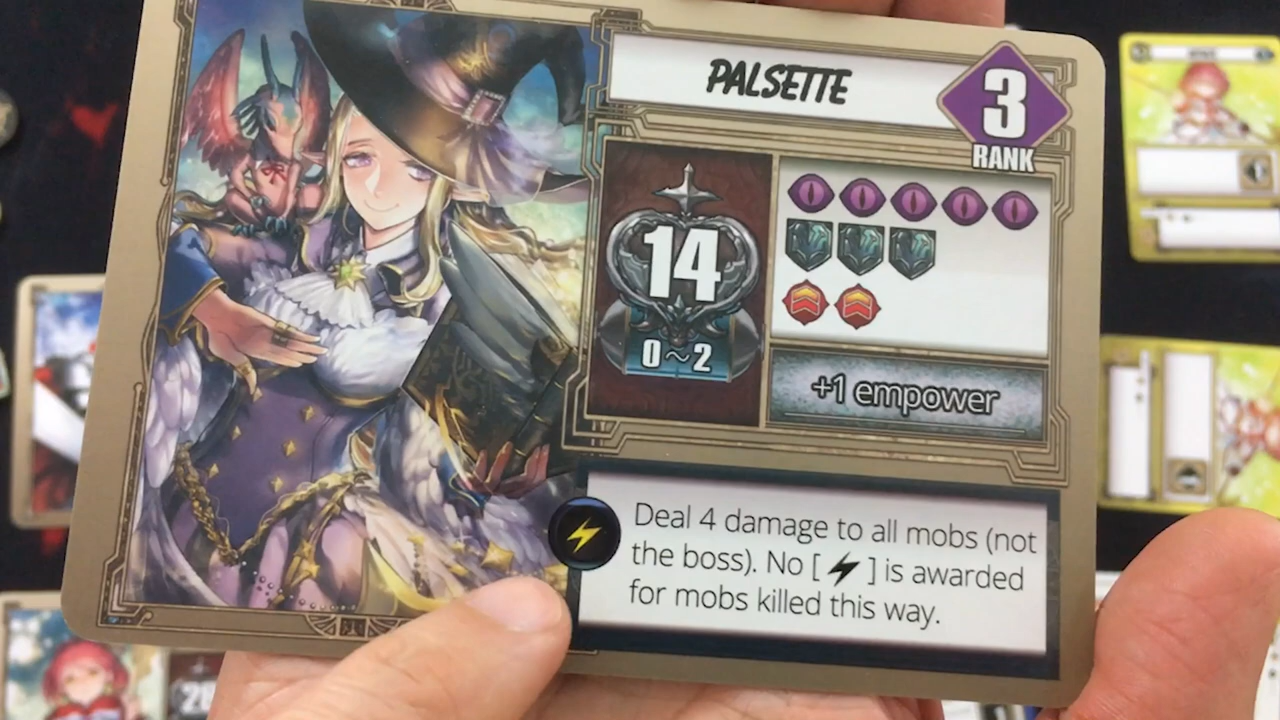 PALSETTE
3
RANK
14
0~2
+1 empower
Deal 4 damage to all mobs (not
the boss). No [⚡] is awarded
for mobs killed this way.